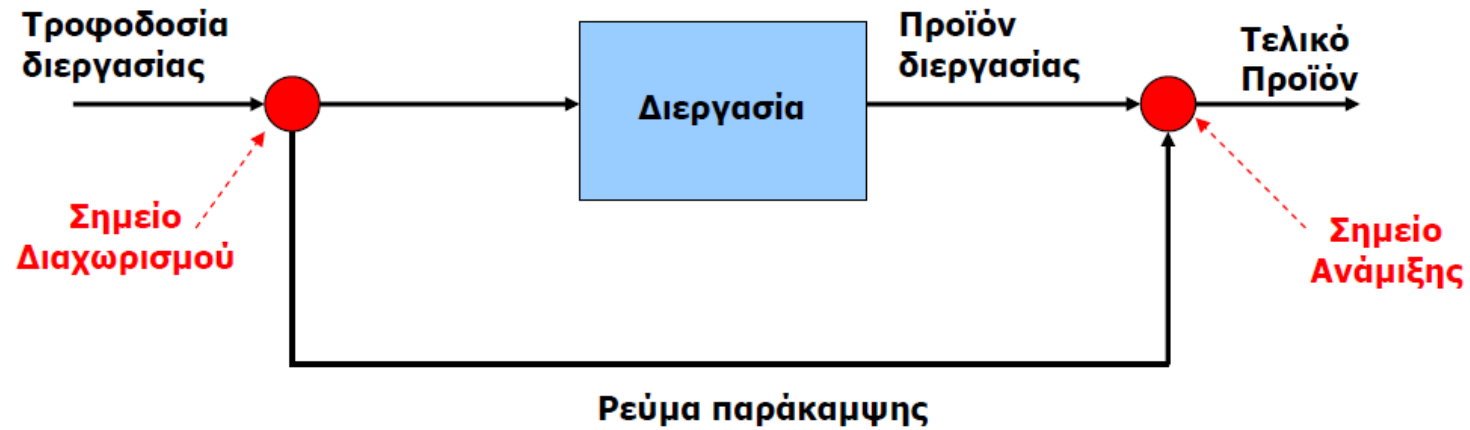 Τροφοδοσία
διεργασίας
Διεργασία
Προϊόν
διεργασίας
Τελικό
Προϊόν
Σημείο
Διαχωρισμού
Σημείο
Ανάμιξης
Ρεύμα παράκαμψης